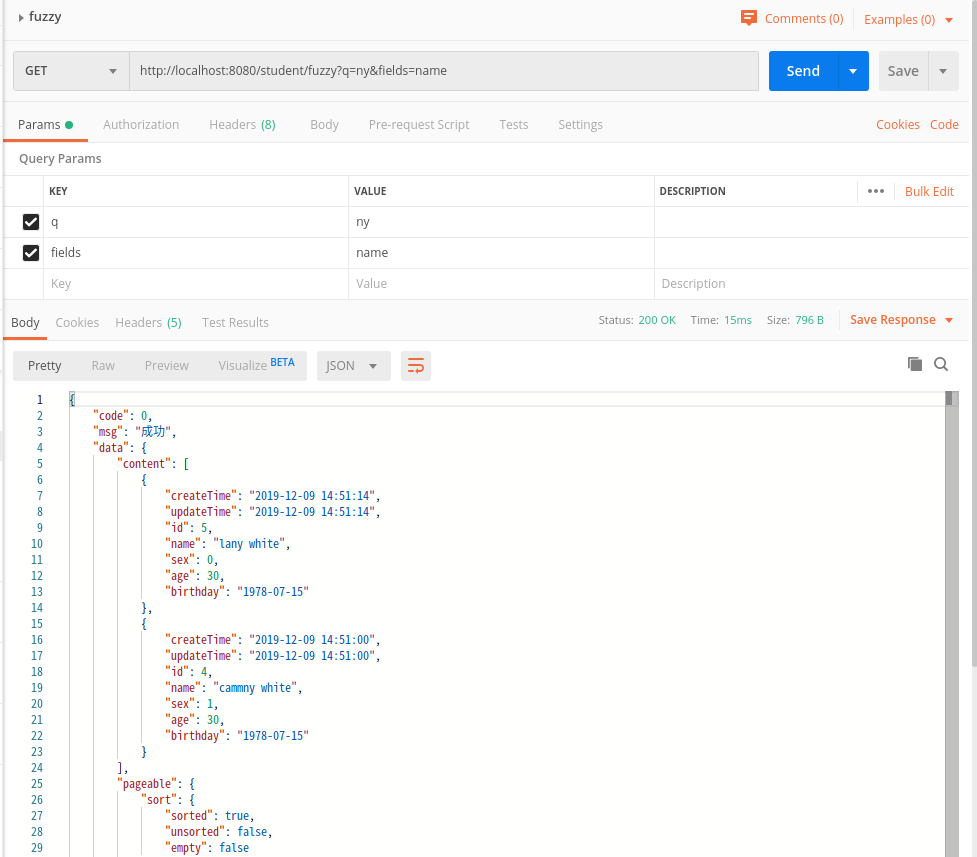 fuzzy
Comments (0)
Examples (0)
GET
http://localhost:8080/student/fuzzy?q=ny&fields=name
Send
Save
Params
Authorization
Headers (8)
Body
Pre-request Script
Tests
Settings
Cookies
Code
Query Params
KEY
VALUE
DESCRIPTION
Bulk Edit
q
ny
fields
name
Key
Value
Description
Body
Cookies
Headers (5)
Test Results
Status: 200 OK
Time: 15ms
Size: 796 B
Save Response
Pretty
Raw
Preview
Visualize BETA
JSON
1 {
2 "code": 0,
3 "msg": "成功",
4 "data": {
5 "content": [
6 {
7 "createTime": "2019-12-09 14:51:14",
8 "updateTime": "2019-12-09 14:51:14",
9 "id": 5,
10 "name": "lany white",
11 "sex": 0,
12 "age": 30,
13 "birthday": "1978-07-15"
14 },
15 {
16 "createTime": "2019-12-09 14:51:00",
17 "updateTime": "2019-12-09 14:51:00",
18 "id": 4,
19 "name": "cammny white",
20 "sex": 1,
21 "age": 30,
22 "birthday": "1978-07-15"
23 }
24 ],
25 "pageable": {
26 "sort": {
27 "sorted": true,
28 "unsorted": false,
29 "empty": false